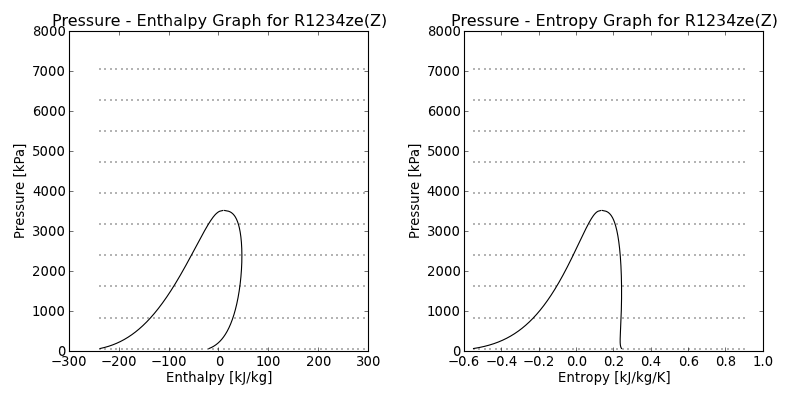 Pressure - Enthalpy Graph for R1234ze(Z)
8000
7000
6000
5000
4000
3000
2000
1000
0
Pressure [kPa]
−300 −200 −100 0 100 200 300
Enthalpy [kJ/kg]
Pressure - Entropy Graph for R1234ze(Z)
8000
7000
6000
5000
4000
3000
2000
1000
0
Pressure [kPa]
−0.6 −0.4 −0.2 0.0 0.2 0.4 0.6 0.8 1.0
Entropy [kJ/kg/K]